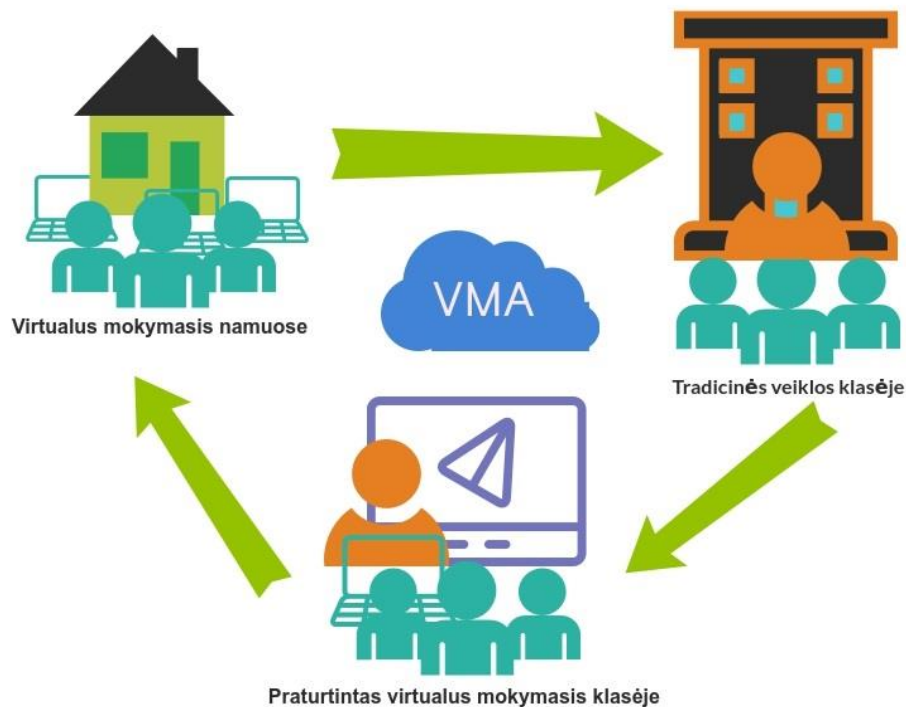 VMA
Virtualus mokymasis namuose
Tradicinės veiklos klasėje
Praturtintas virtualus mokymasis klasėje